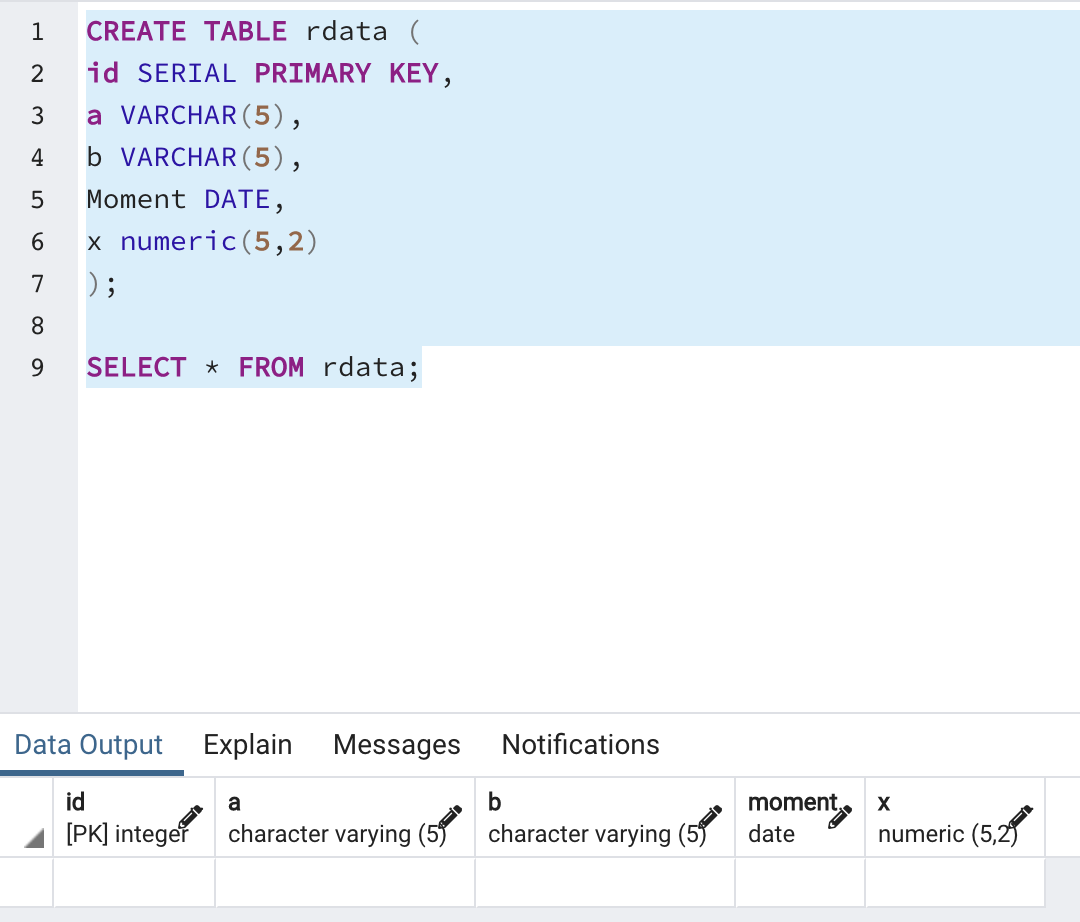 1 CREATE TABLE rdata (
2 id SERIAL PRIMARY KEY,
3 a VARCHAR(5),
4 b VARCHAR(5),
5 Moment DATE,
6 x numeric(5,2)
7 );
8
9 SELECT * FROM rdata;
Data Output Explain Messages Notifications
id a b moment x
[PK] integer character varying (5) character varying (5) date numeric (5,2)